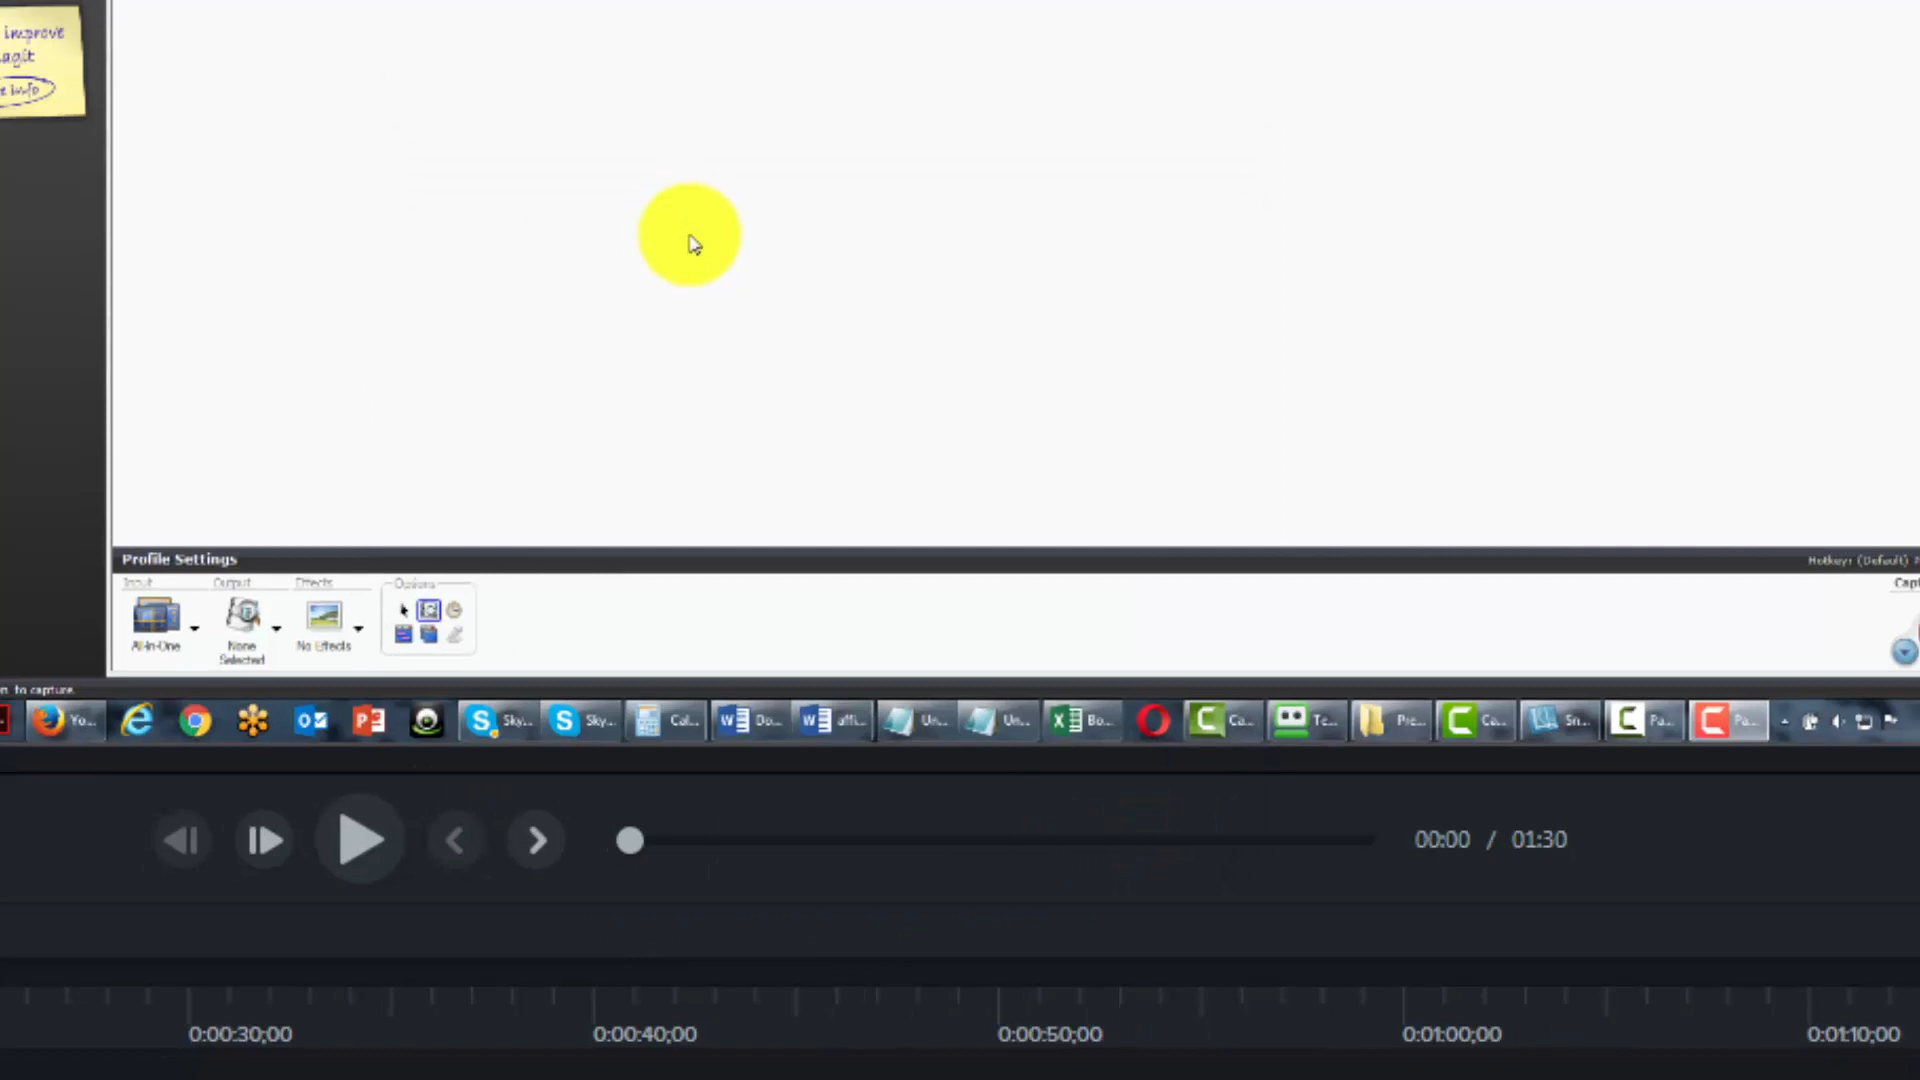 improve
agit
e info
Profile Settings
Hotkey: (Default)
Input
Output
Effects
Options
Capt
All-in-One
None
Selected
No Effects
n to capture.
Yo...
Sky...
Sky...
Cal...
Do...
affi...
Un...
Un...
Bo...
Ca...
Te...
Pre...
Ca...
Sn...
Pa...
Pa...
00:00 / 01:30
0:00:30;00
0:00:40;00
0:00:50;00
0:01:00;00
0:01:10;00